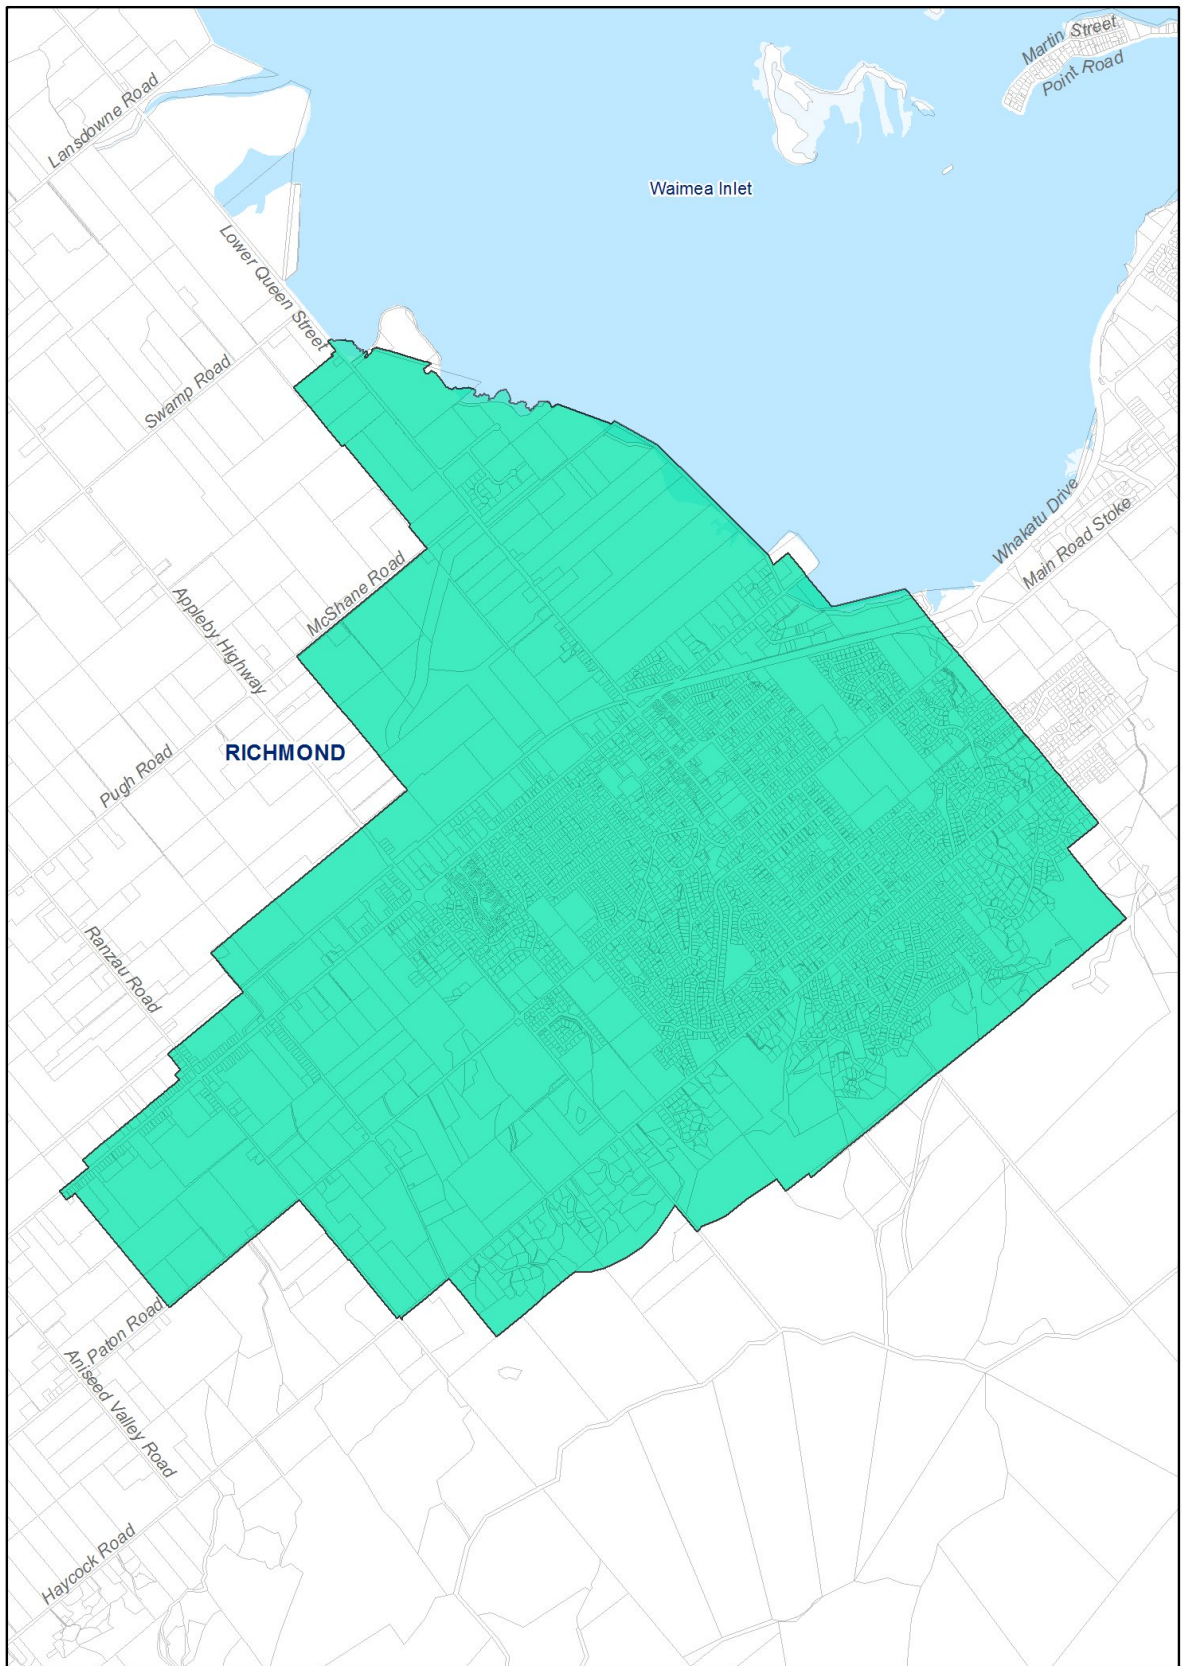 Martin Street
Point Road
Lansdowne Road
Waimea Inlet
Lower Queen Street
Swamp Road
Whakatu Drive
Main Road Stoke
McShane Road
Appleby Highway
RICHMOND
Pugh Road
Ranzau Road
Paton Road
Aniseed Valley Road
Haycock Road